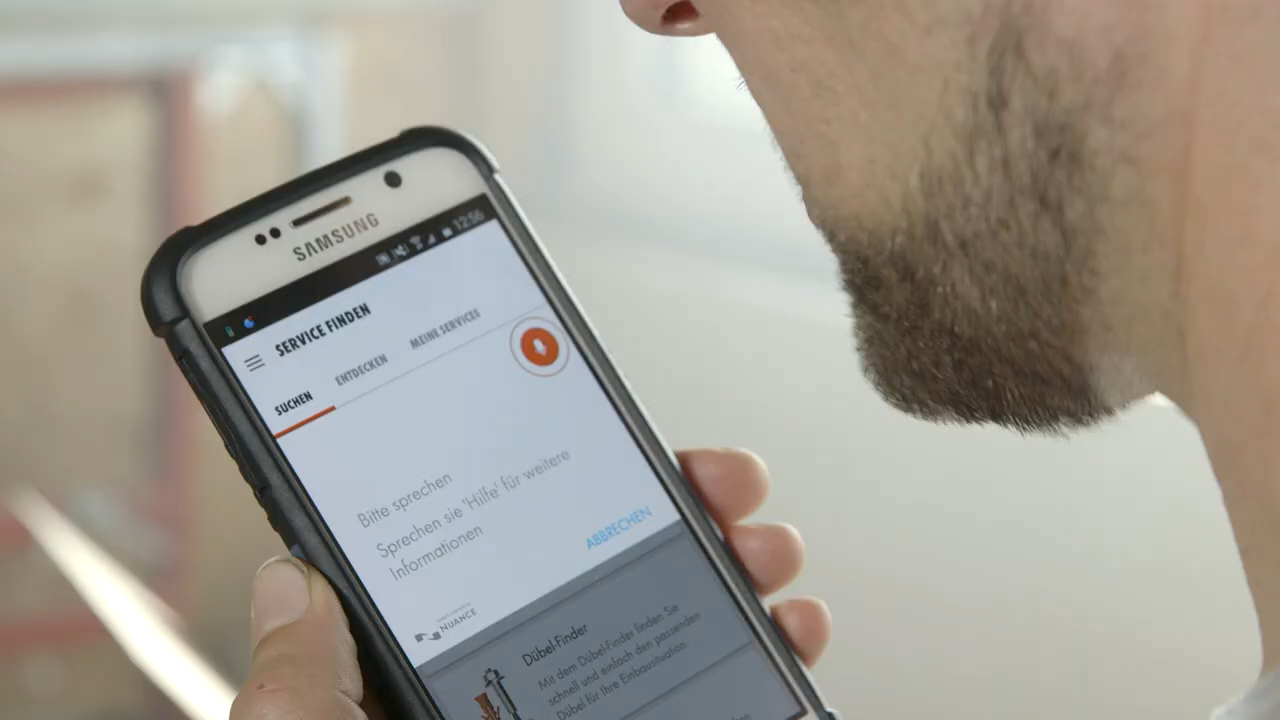 SAMSUNG
12:56
SERVICE FINDEN
SUCHEN ENTDECKEN MEINE SERVICES
Bitte sprechen
Sprechen sie 'Hilfe' für weitere
Informationen
ABBRECHEN
NUANCE
Dübel-Finder
Mit dem Dübel-Finder finden Sie
schnell und einfach den passenden
Dübel für Ihre Einbausituation